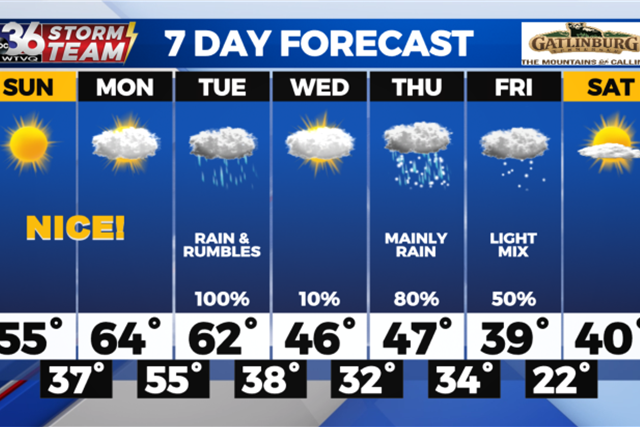 abc 36 STORM
WTVQ TEAM
7 DAY FORECAST
GATLINBURG
THE MOUNTAINS ARE CALLIN
SUN MON TUE WED THU FRI SAT
NICE!
RAIN & RUMBLES
MAINLY RAIN
LIGHT MIX
100% 10% 80% 50%
55° 64° 62° 46° 47° 39° 40°
37° 55° 38° 32° 34° 22°